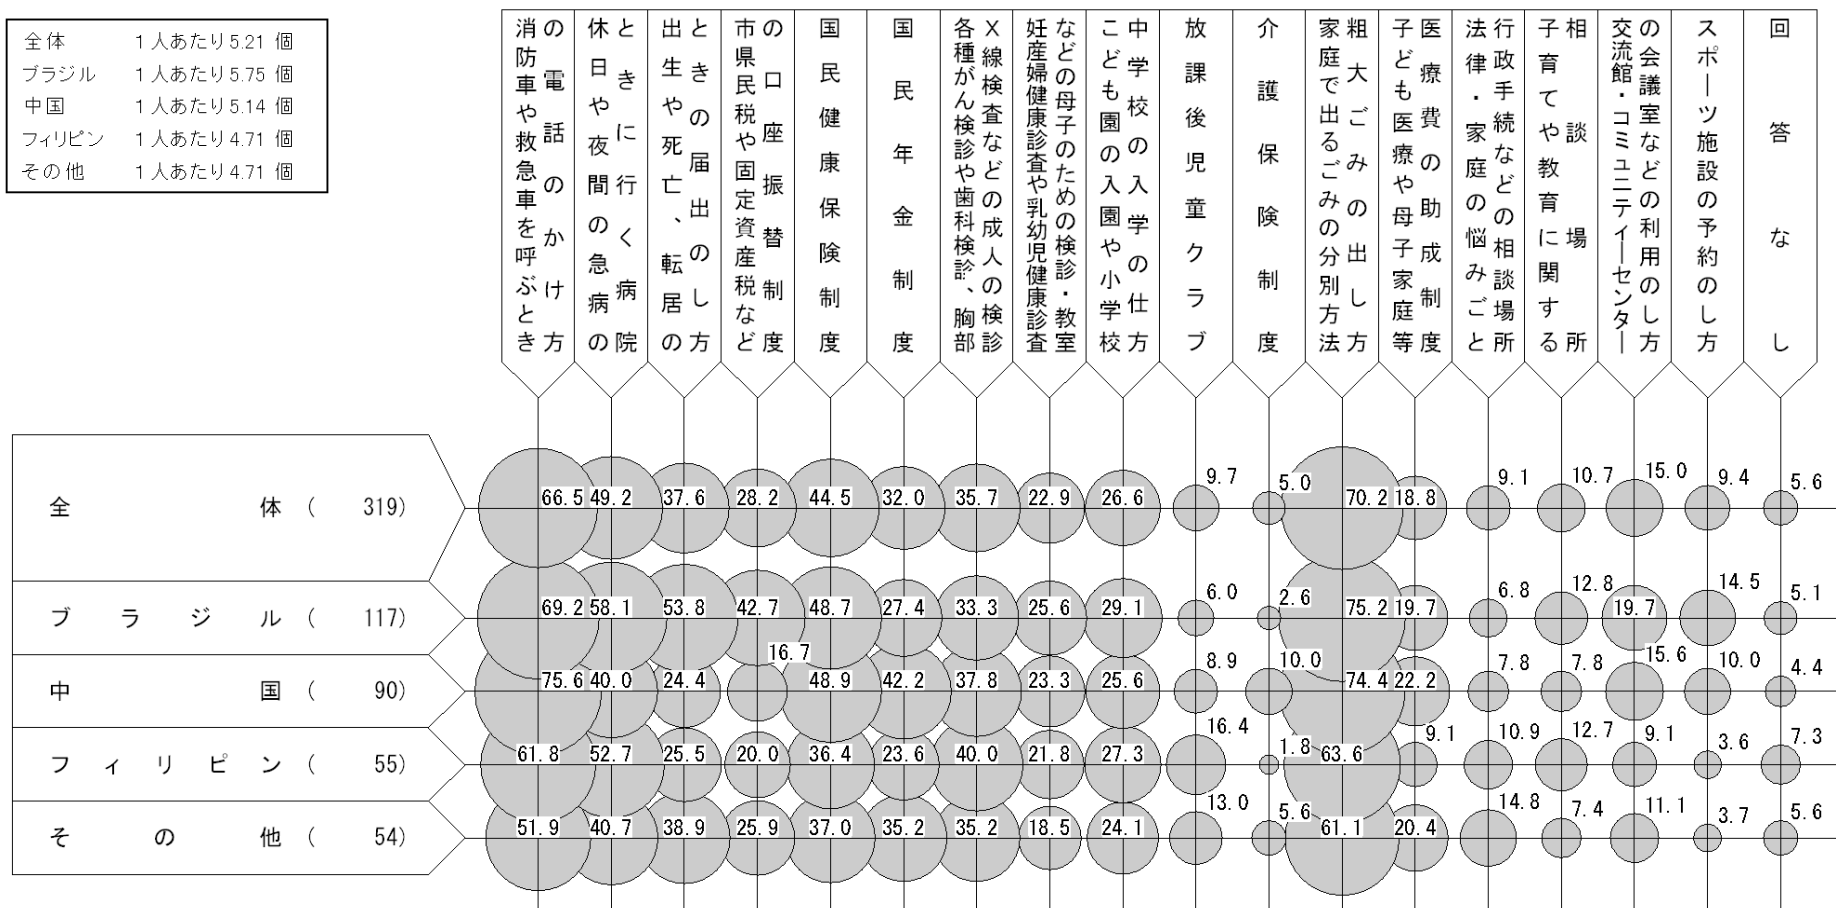 全体　1人あたり5.21 個
ブラジル　1人あたり5.75 個
中国　1人あたり5.14 個
フィリピン　1人あたり4.71 個
その他　1人あたり4.71 個
消防車や救急車を呼ぶとき
の電話のかけ方
休日や夜間の急病の
ときに行く病院
出生や死亡、転居の
ときの届出のし方
市県民税や固定資産税など
の口座振替制度
国民健康保険制度
国民年金制度
各種がん検診や歯科検診、胸部
X線検査などの成人の検診
妊産婦健康診査や乳幼児健康診査
などの母子のための検診・教室
こども園の入園や小学校
中学校の入学の仕方
放課後児童クラブ
介護保険制度
家庭で出るごみの分別方法
粗大ごみの出し方
子ども医療や母子家庭等
医療費の助成制度
法律・家庭の悩みごと
行政手続などの相談場所
子育てや教育に関する
相談場所
交流館・コミュニティーセンター
の会議室などの利用のし方
スポーツ施設の予約のし方
回答なし
全体 ( 319) 66.5 49.2 37.6 28.2 44.5 32.0 35.7 22.9 26.6 9.7 5.0 70.2 18.8 9.1 10.7 15.0 9.4 5.6
ブラジル ( 117) 69.2 58.1 53.8 42.7 48.7 27.4 33.3 25.6 29.1 6.0 2.6 75.2 19.7 6.8 12.8 19.7 14.5 5.1
中国 ( 90) 75.6 40.0 24.4 16.7 48.9 42.2 37.8 23.3 25.6 8.9 10.0 74.4 22.2 7.8 7.8 15.6 10.0 4.4
フィリピン ( 55) 61.8 52.7 25.5 20.0 36.4 23.6 40.0 21.8 27.3 16.4 1.8 63.6 9.1 10.9 12.7 9.1 3.6 7.3
その他 ( 54) 51.9 40.7 38.9 25.9 37.0 35.2 35.2 18.5 24.1 13.0 5.6 61.1 20.4 14.8 7.4 11.1 3.7 5.6